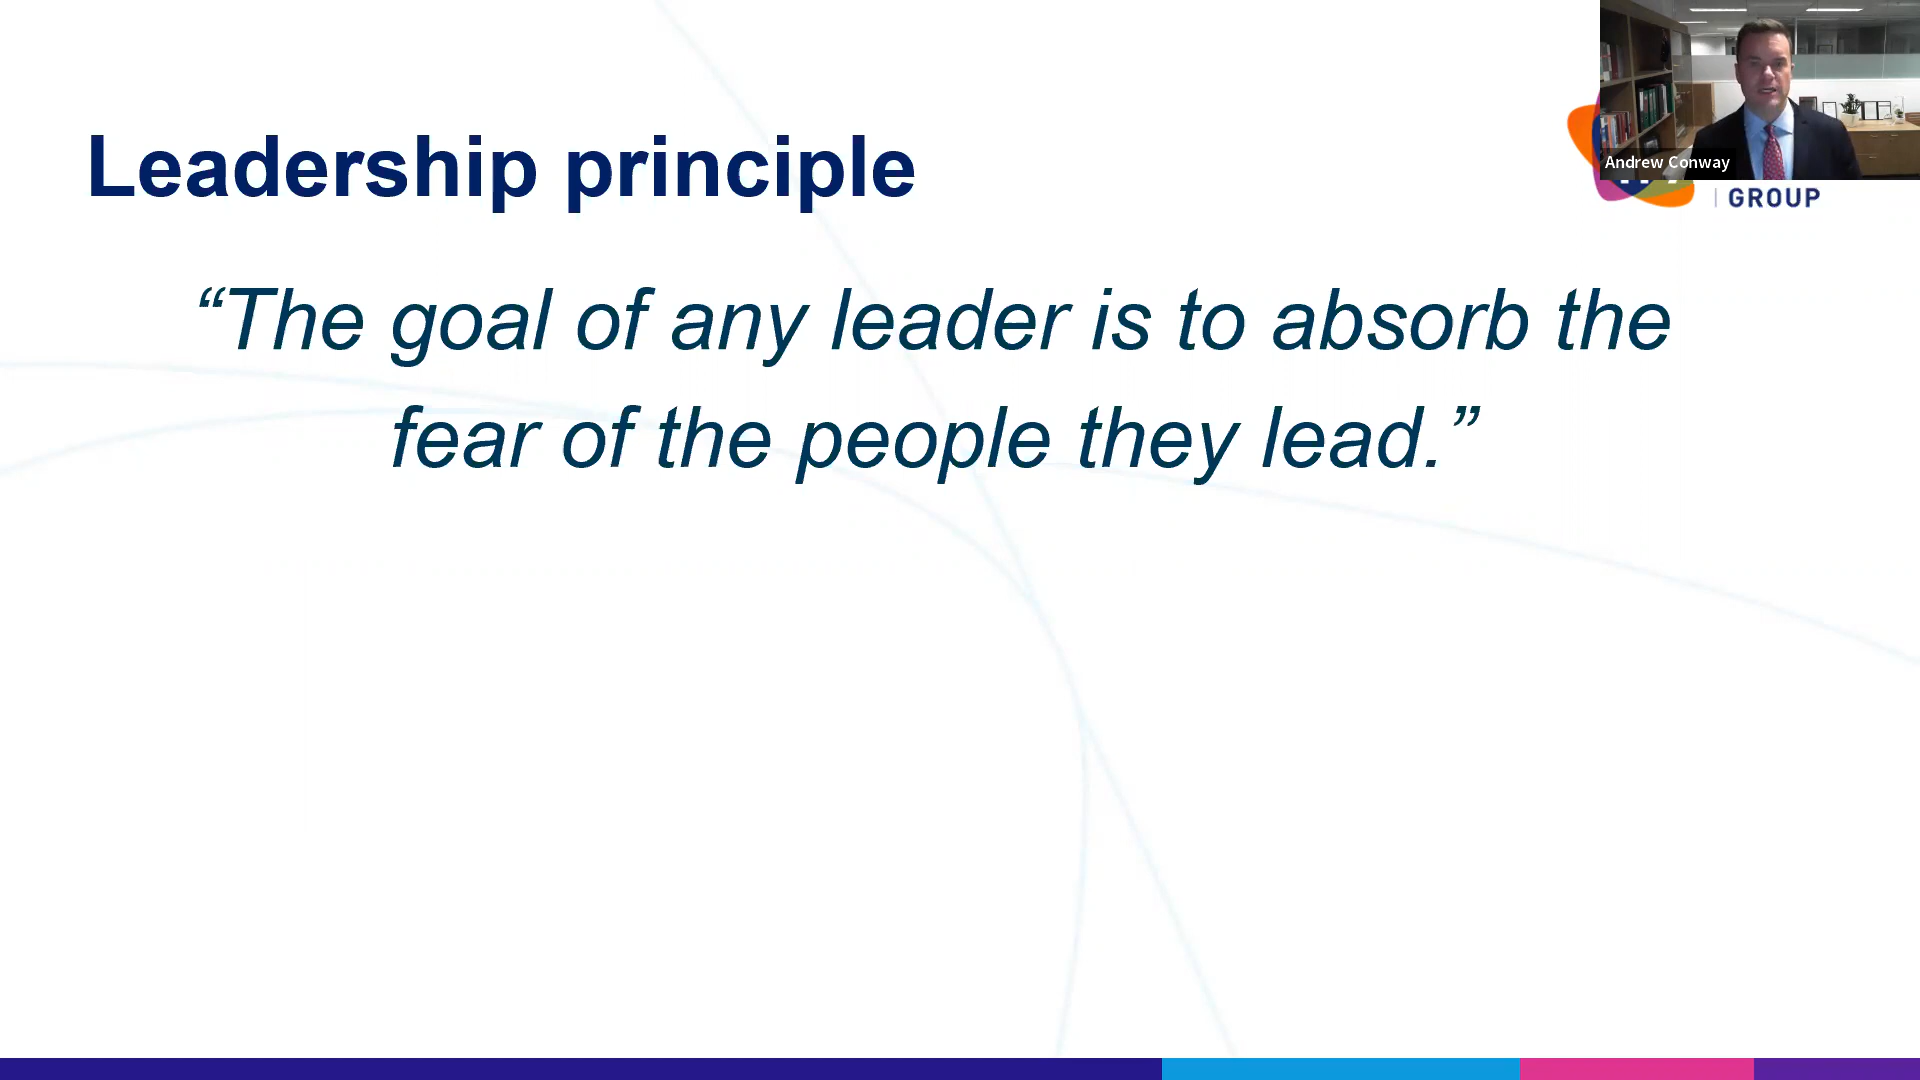 Leadership principle
“The goal of any leader is to absorb the
fear of the people they lead.”
Andrew Conway
GROUP